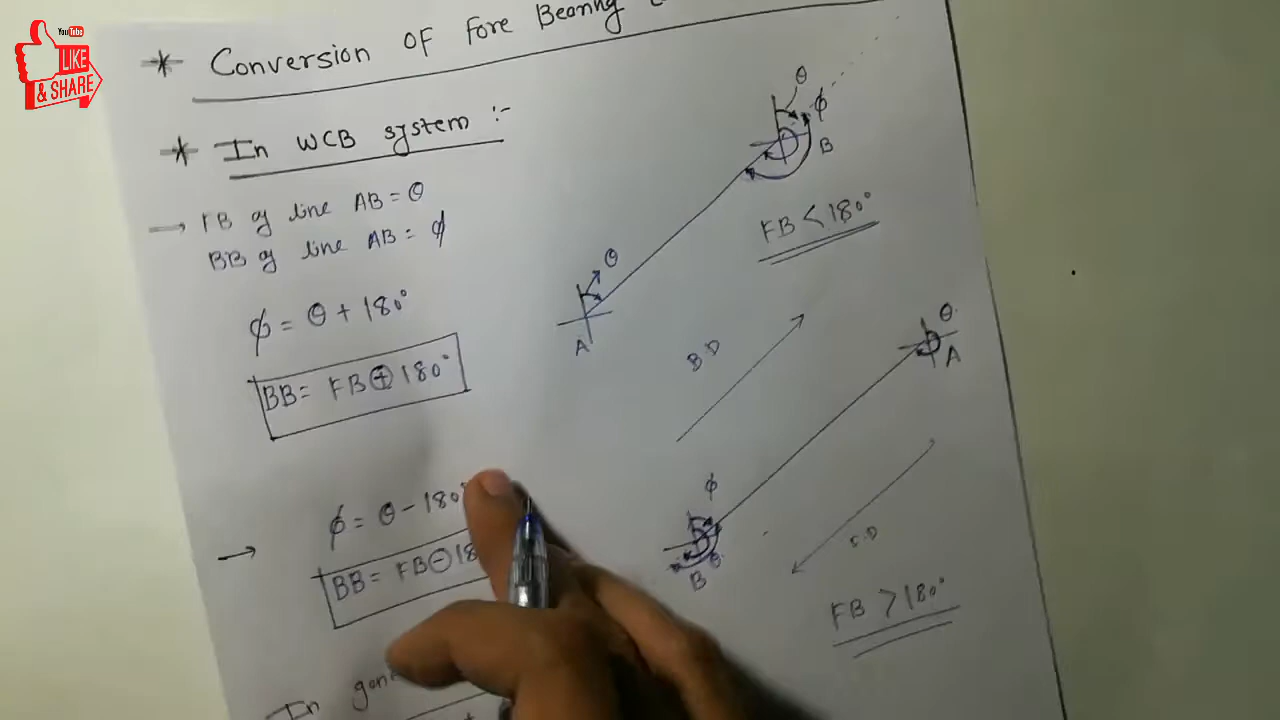 YouTube
LIKE
& SHARE
* Conversion OF Fore Bearing
* In WCB system :-
→ FB of line AB = θ
BB of line AB = ϕ
ϕ = θ + 180°
BB = FB ⊕ 180°
→ ϕ = θ - 180°
BB = FB ⊖ 18
In
θ
ϕ
B
FB < 180°
θ
A
B.D
θ
A
ϕ
B
θ
S.D
FB > 180°